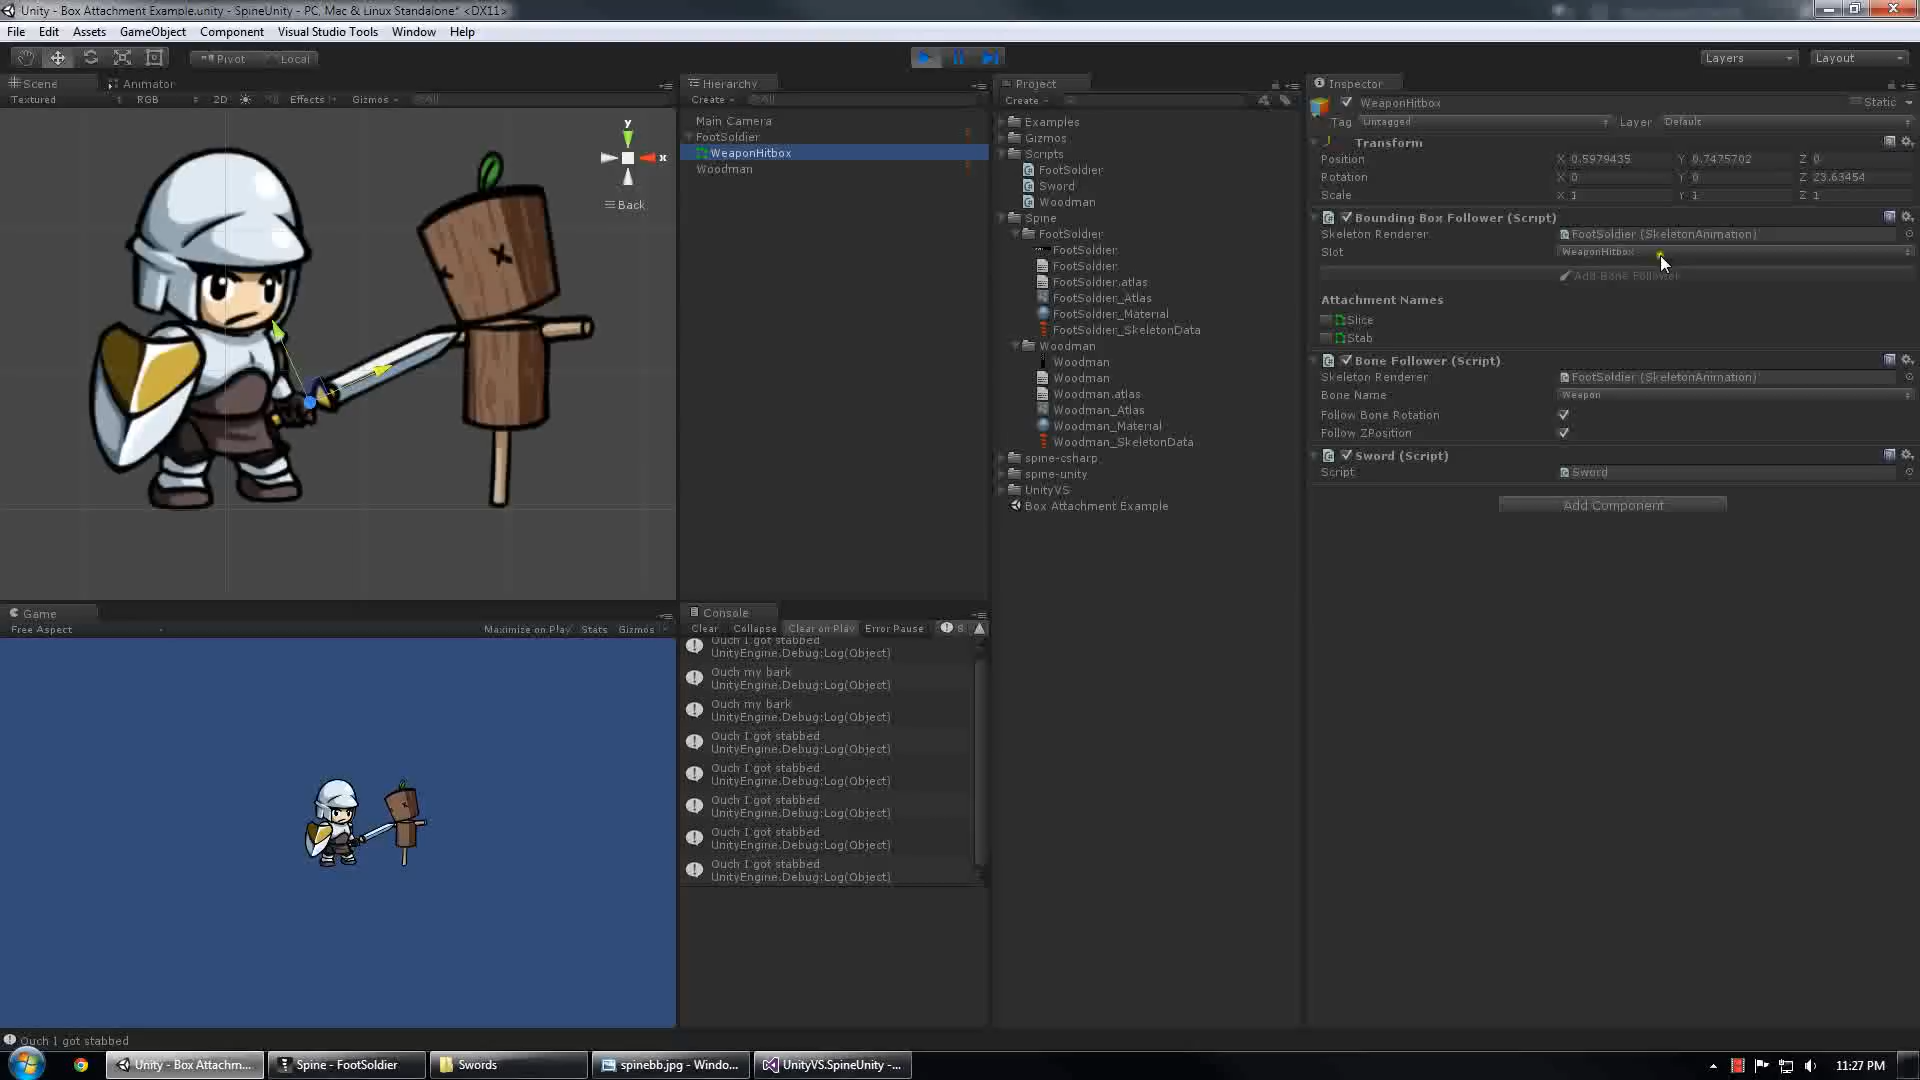 Unity - Box Attachment Example.unity - SpineUnity - PC, Mac & Linux Standalone* <DX11>
File Edit Assets GameObject Component Visual Studio Tools Window Help
Pivot Local Layers Layout
Scene Animator
Textured RGB 2D Effects Gizmos All
y
x
Back
Game
Free Aspect Maximize on Play Stats Gizmos
Hierarchy
Create All
Main Camera
FootSoldier
WeaponHitbox
Woodman
Console
Clear Collapse Clear on Play Error Pause
Ouch I got stabbed
UnityEngine.Debug:Log(Object)
Ouch my bark
UnityEngine.Debug:Log(Object)
Ouch my bark
UnityEngine.Debug:Log(Object)
Ouch I got stabbed
UnityEngine.Debug:Log(Object)
Ouch I got stabbed
UnityEngine.Debug:Log(Object)
Ouch I got stabbed
UnityEngine.Debug:Log(Object)
Ouch I got stabbed
UnityEngine.Debug:Log(Object)
Ouch I got stabbed
UnityEngine.Debug:Log(Object)
Project
Create
Examples
Gizmos
Scripts
FootSoldier
Sword
Woodman
Spine
FootSoldier
FootSoldier
FootSoldier
FootSoldier.atlas
FootSoldier_Atlas
FootSoldier_Material
FootSoldier_SkeletonData
Woodman
Woodman
Woodman
Woodman.atlas
Woodman_Atlas
Woodman_Material
Woodman_SkeletonData
spine-csharp
spine-unity
UnityVS
Box Attachment Example
Inspector
WeaponHitbox Static
Tag Untagged Layer Default
Transform
Position X 0.5979435 Y 0.7475702 Z 0
Rotation X 0 Y 0 Z 23.63454
Scale X 1 Y 1 Z 1
Bounding Box Follower (Script)
Skeleton Renderer FootSoldier (SkeletonAnimation)
Slot WeaponHitbox
Add Bone Follower
Attachment Names
Slice
Stab
Bone Follower (Script)
Skeleton Renderer FootSoldier (SkeletonAnimation)
Bone Name Weapon
Follow Bone Rotation
Follow ZPosition
Sword (Script)
Script Sword
Add Component
Ouch I got stabbed
Unity - Box Attachm... Spine - FootSoldier Swords spinebb.jpg - Windo... UnityVS.SpineUnity -... 11:27 PM